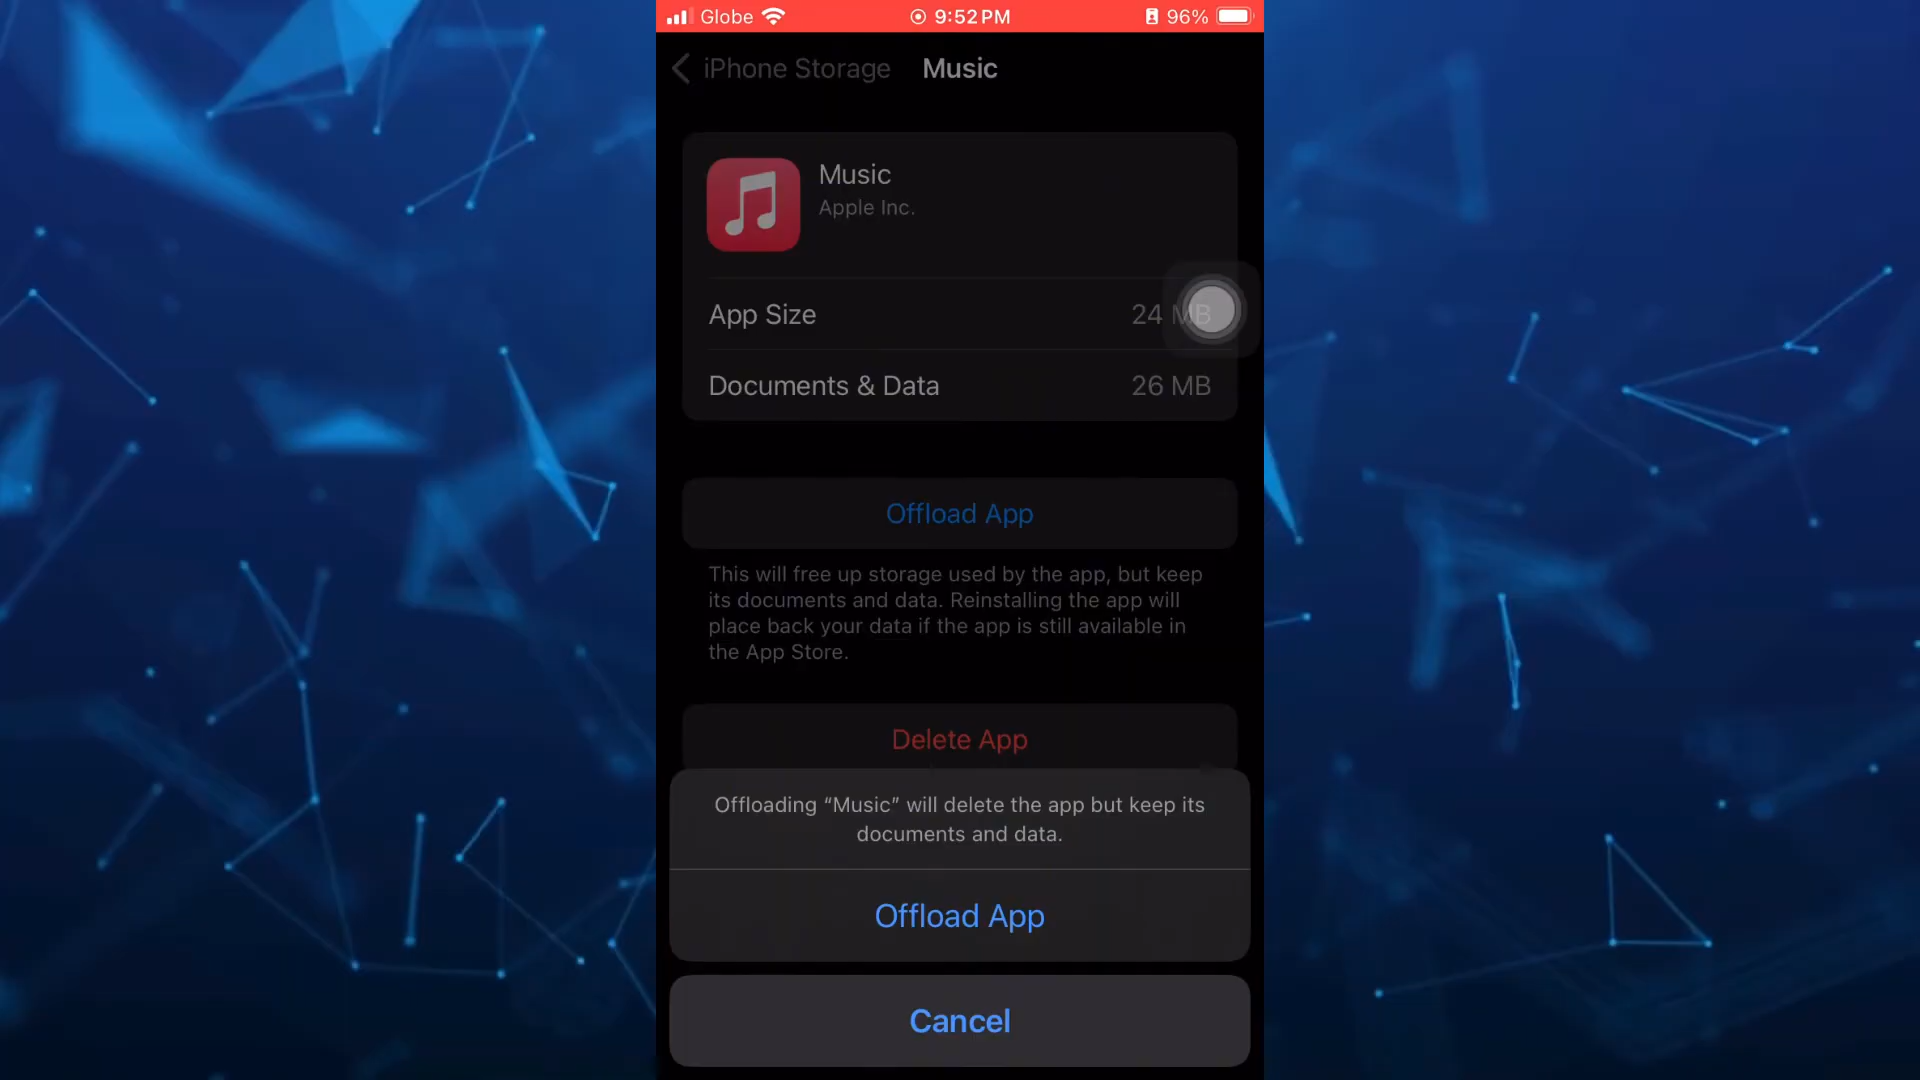 Globe 9:52 PM 96%
iPhone Storage Music
Music
Apple Inc.
App Size 24 MB
Documents & Data 26 MB
Offload App
This will free up storage used by the app, but keep
its documents and data. Reinstalling the app will
place back your data if the app is still available in
the App Store.
Delete App
Offloading “Music” will delete the app but keep its
documents and data.
Offload App
Cancel